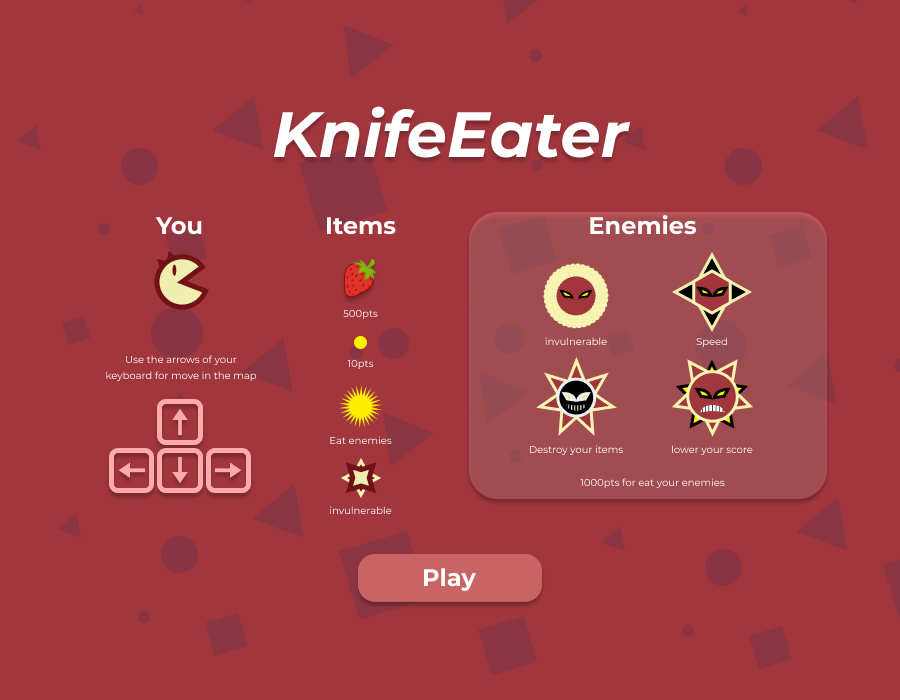 KnifeEater
You
Use the arrows of your
keyboard for move in the map
Items
500pts
10pts
Eat enemies
invulnerable
Enemies
invulnerable
Speed
Destroy your items
lower your score
1000pts for eat your enemies
Play